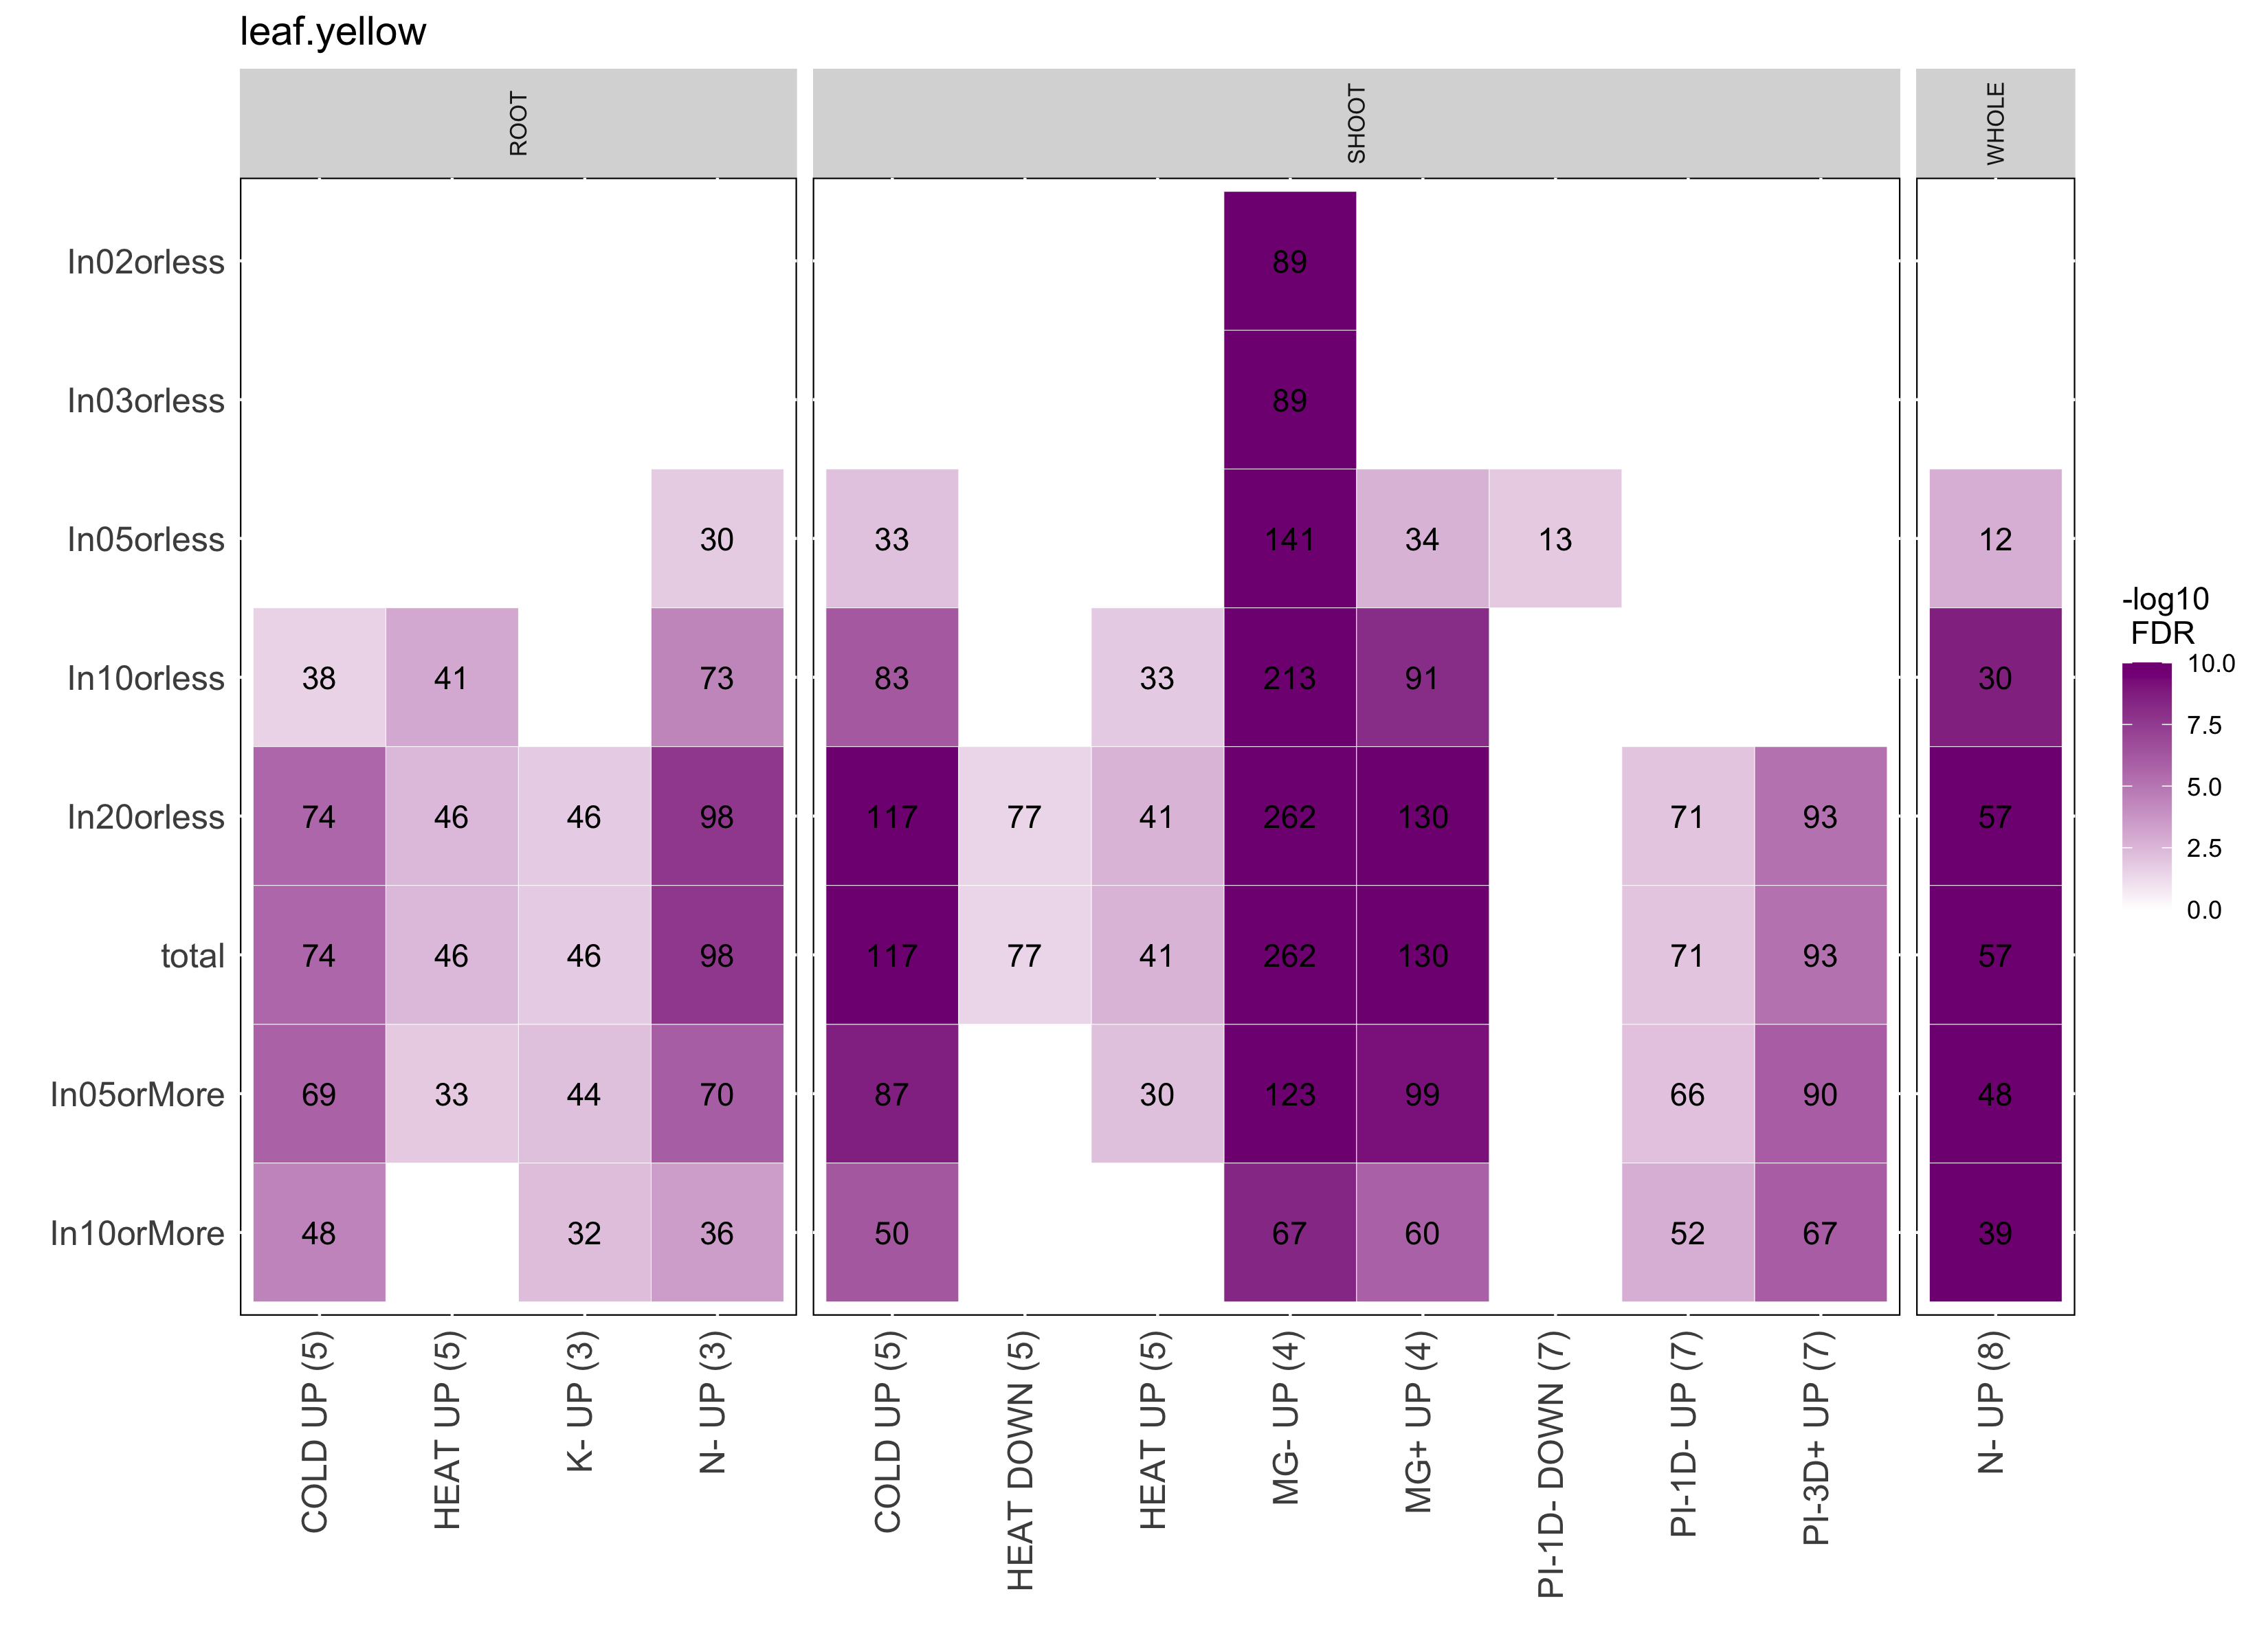 leaf.yellow
ROOT SHOOT WHOLE
In02orless 89
In03orless 89
In05orless 30 33 141 34 13 12
In10orless 38 41 73 83 33 213 91 30
In20orless 74 46 46 98 117 77 41 262 130 71 93 57
total 74 46 46 98 117 77 41 262 130 71 93 57
In05orMore 69 33 44 70 87 30 123 99 66 90 48
In10orMore 48 32 36 50 67 60 52 67 39
COLD UP (5)
HEAT UP (5)
K- UP (3)
N- UP (3)
COLD UP (5)
HEAT DOWN (5)
HEAT UP (5)
MG- UP (4)
MG+ UP (4)
PI-1D- DOWN (7)
PI-1D- UP (7)
PI-3D+ UP (7)
N- UP (8)
-log10
FDR
10.0
7.5
5.0
2.5
0.0